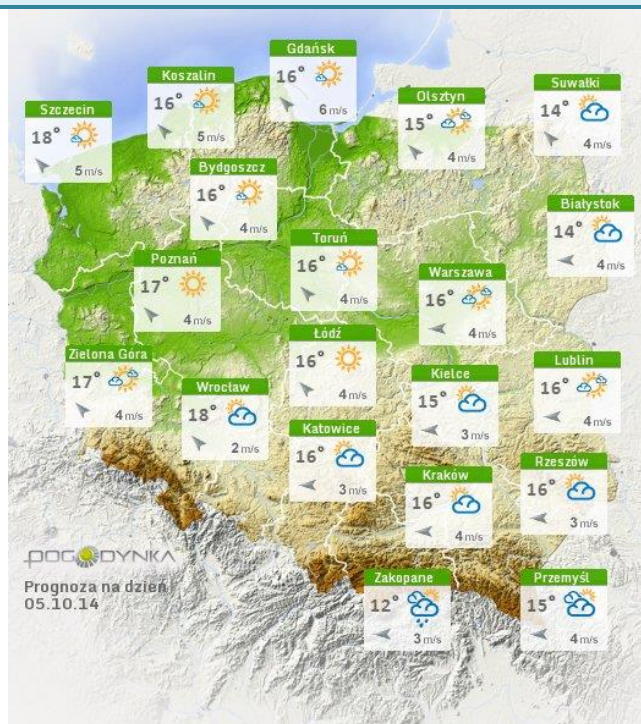 Gdańsk
16°
6 m/s
Koszalin
16°
5 m/s
Szczecin
18°
5 m/s
Olsztyn
15°
4 m/s
Suwałki
14°
4 m/s
Bydgoszcz
16°
4 m/s
Białystok
14°
4 m/s
Toruń
16°
4 m/s
Poznań
17°
4 m/s
Warszawa
16°
4 m/s
Łódź
16°
4 m/s
Zielona Góra
17°
4 m/s
Wrocław
18°
2 m/s
Kielce
15°
3 m/s
Lublin
16°
4 m/s
Katowice
16°
3 m/s
Kraków
16°
4 m/s
Rzeszów
16°
3 m/s
POGODYNKA
Prognoza na dzień
05.10.14
Zakopane
12°
3 m/s
Przemyśl
15°
4 m/s